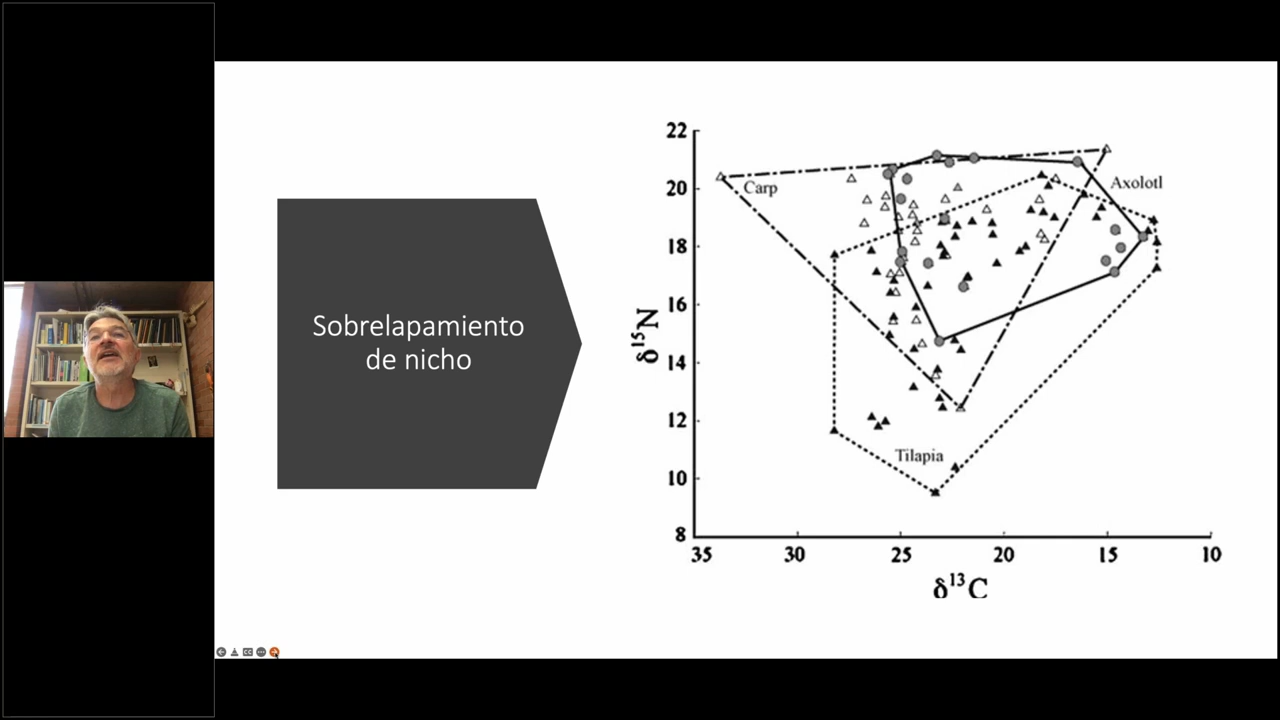 Sobrelapamiento
de nicho
22
20
18
16
14
12
10
8
δ15N
35
30
25
20
15
10
δ13C
Carp
Axolotl
Tilapia